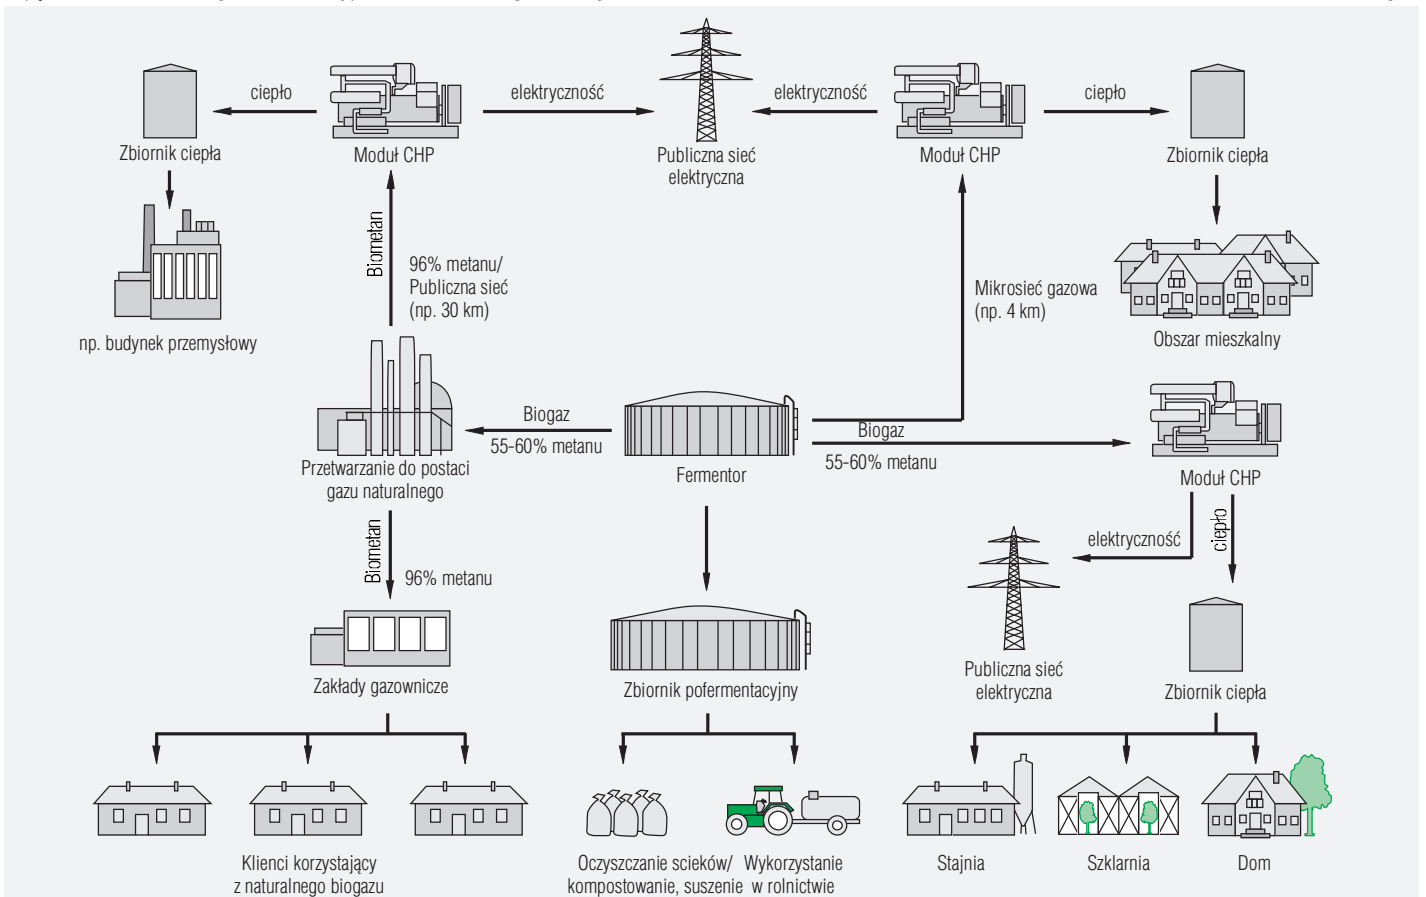 ciepło
elektryczność
elektryczność
ciepło
Zbiornik ciepła
Moduł CHP
Publiczna sieć
elektryczna
Moduł CHP
Zbiornik ciepła
Biometan
96% metanu/
Publiczna sieć
(np. 30 km)
Mikrosieć gazowa
(np. 4 km)
np. budynek przemysłowy
Obszar mieszkalny
Biogaz
55-60% metanu
Biogaz
55-60% metanu
Przetwarzanie do postaci
gazu naturalnego
Fermentor
Moduł CHP
Biometan
96% metanu
elektryczność
ciepło
Zakłady gazownicze
Zbiornik pofermentacyjny
Publiczna sieć
elektryczna
Zbiornik ciepła
Klienci korzystający
z naturalnego biogazu
Oczyszczanie scieków/
kompostowanie, suszenie
Wykorzystanie
w rolnictwie
Stajnia
Szklarnia
Dom